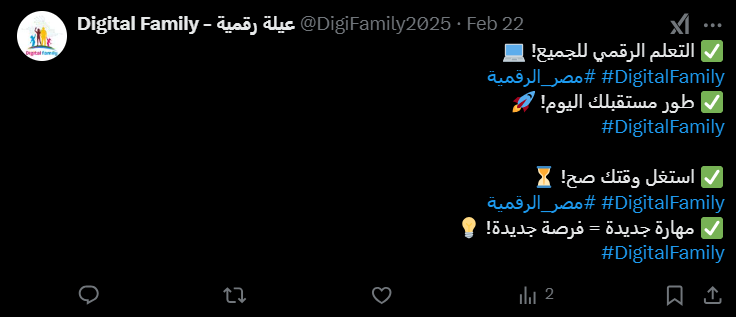 Digital Family – عيلة رقمية @DigiFamily2025 · Feb 22
✅ التعلم الرقمي للجميع! 💻
#DigitalFamily #مصر_الرقمية
✅ طور مستقبلك اليوم! 🚀
#DigitalFamily
✅ استغل وقتك صح! ⏳
#DigitalFamily #مصر_الرقمية
✅ مهارة جديدة = فرصة جديدة! 💡
#DigitalFamily
2
Digital Family